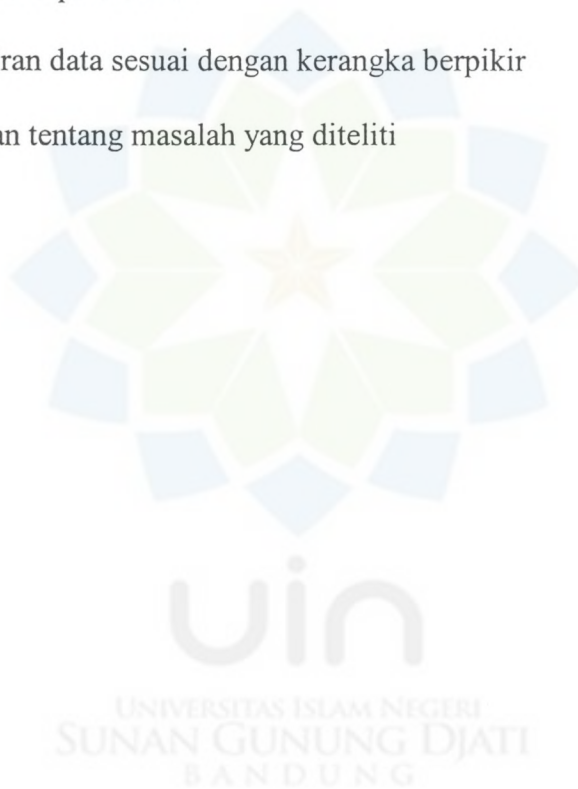 ran data sesuai dengan kerangka berpikir
an tentang masalah yang diteliti
uin
UNIVERSITAS ISLAM NEGERI
SUNAN GUNUNG DJATI
BANDUNG